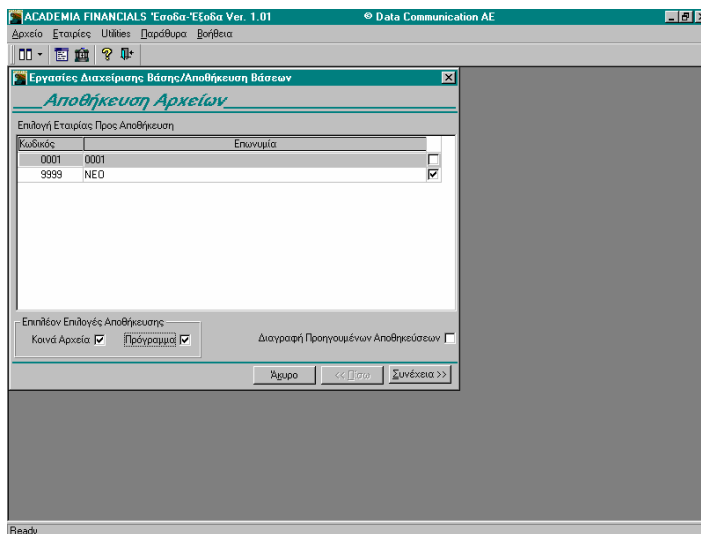 ACADEMIA FINANCIALS 'Εσοδα-'Εξοδα Ver. 1.01 © Data Communication AE
Αρχείο Εταιρίες Utilities Παράθυρα Βοήθεια
Εργασίες Διαχείρισης Βάσης/Αποθήκευση Βάσεων
Αποθήκευση Αρχείων
Επιλογή Εταιρίας Προς Αποθήκευση
Κωδικός Επωνυμία
0001 0001
9999 ΝΕΟ
Επιπλέον Επιλογές Αποθήκευσης
Κοινά Αρχεία Πρόγραμμα Διαγραφή Προηγουμένων Αποθηκεύσεων
Άκυρο << Πίσω Συνέχεια >>
Ready